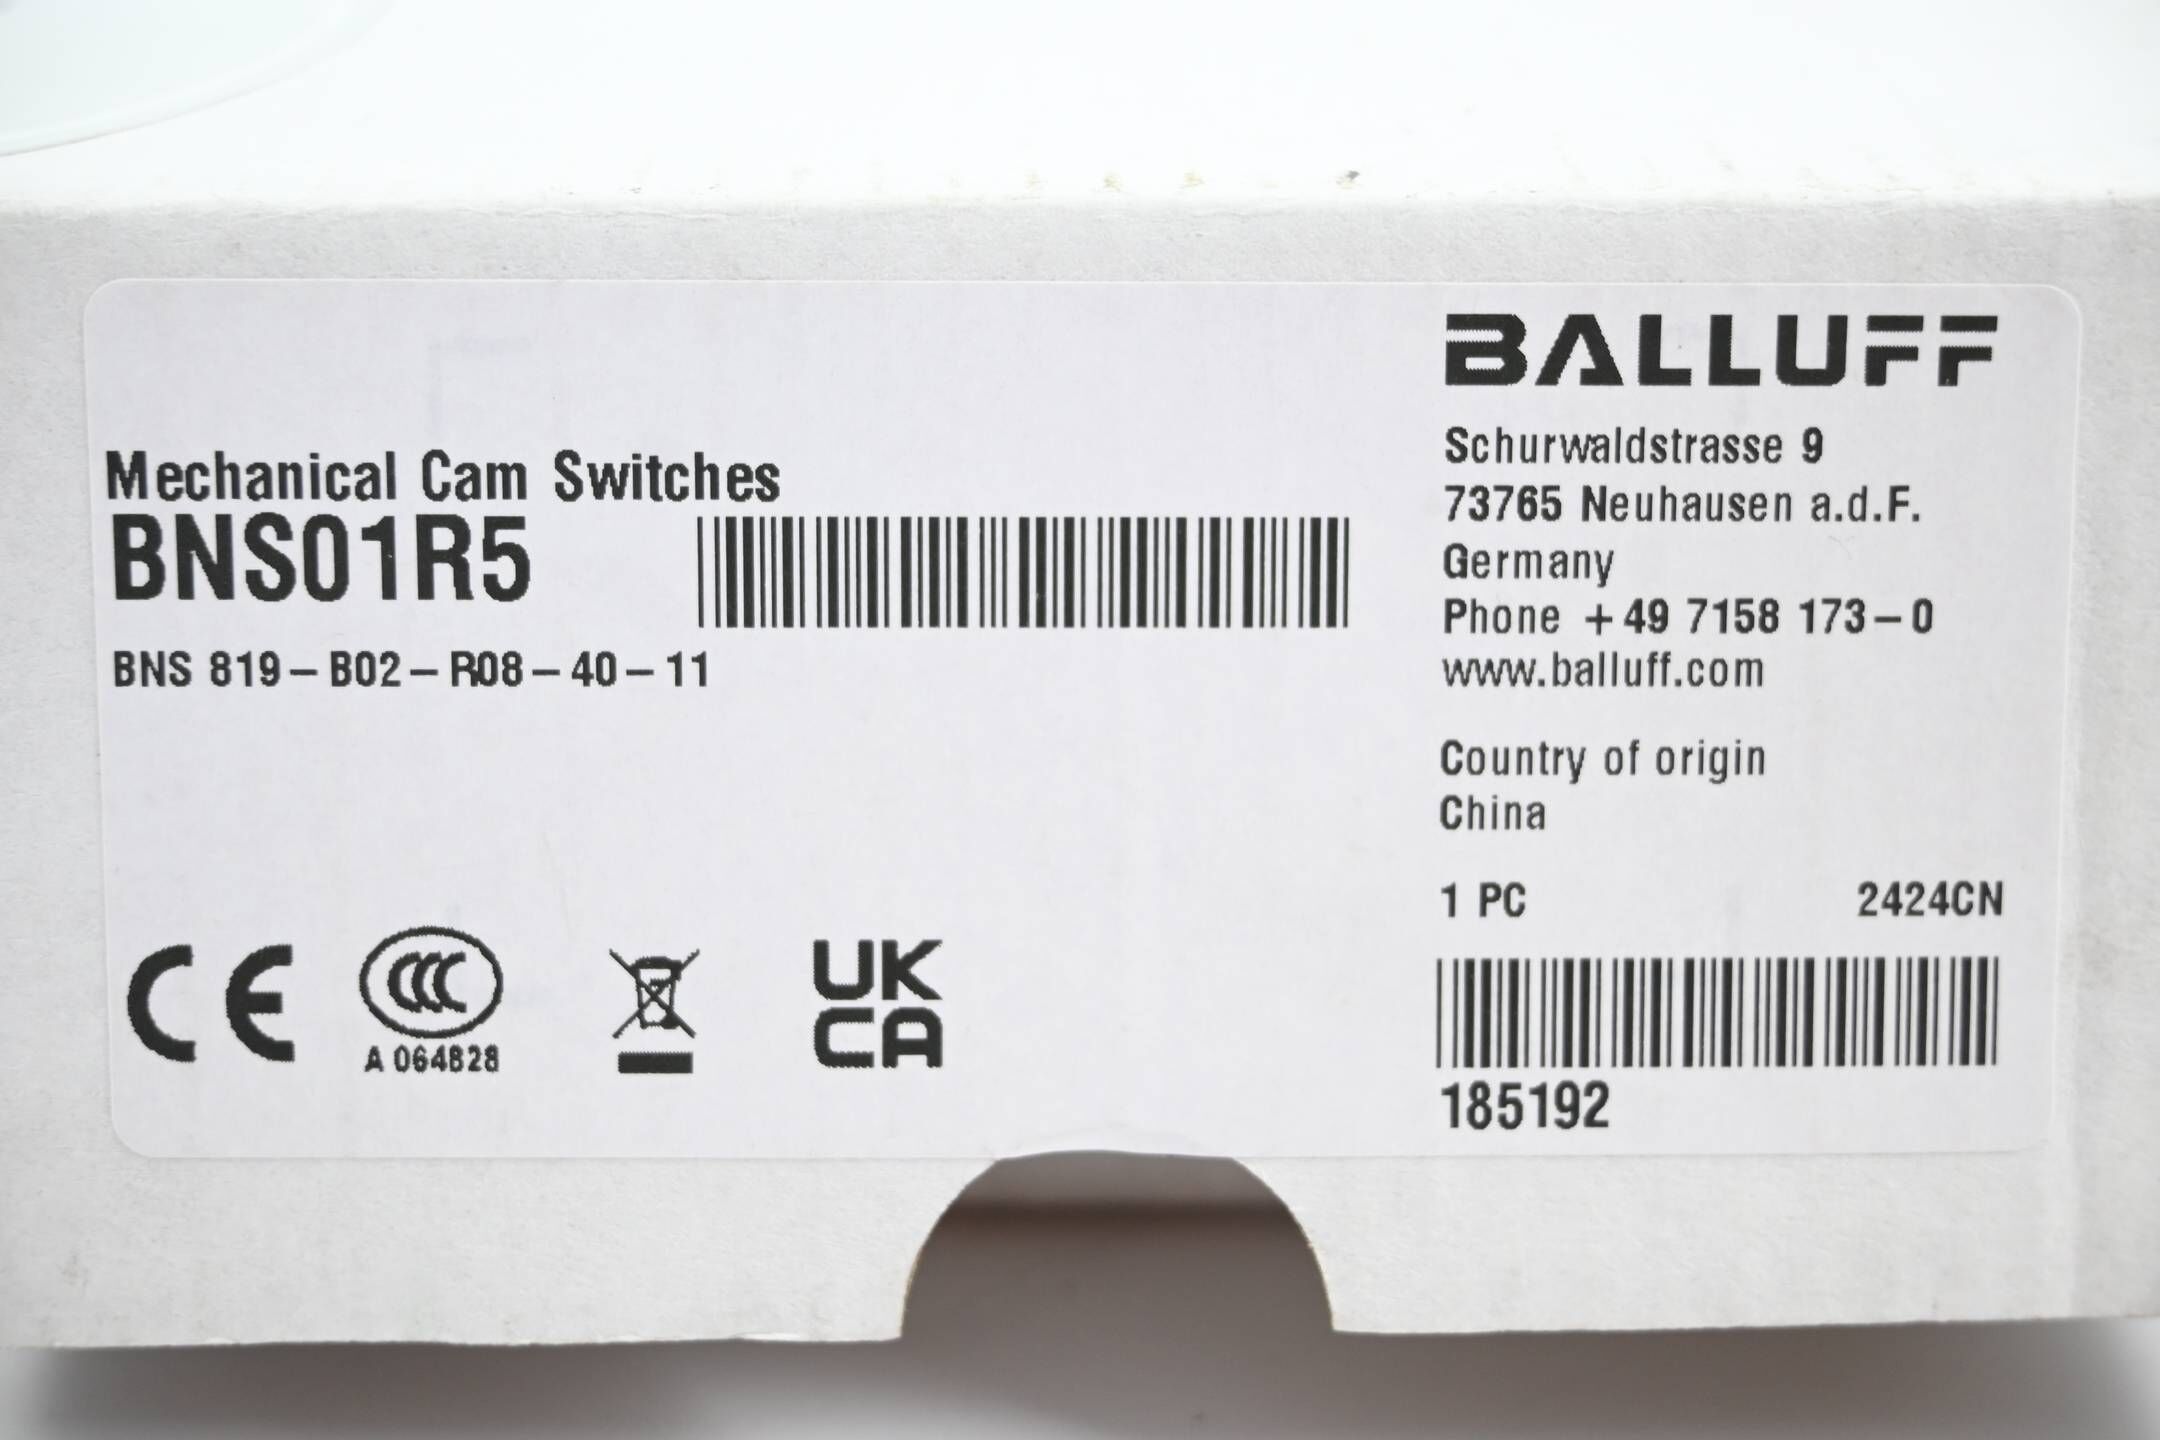 BALLUFF
Mechanical Cam Switches
BNS01R5
BNS 819-B02-R08-40-11
Schurwaldstrasse 9
73765 Neuhausen a.d.F.
Germany
Phone +49 7158 173-0
www.balluff.com
Country of origin
China
1 PC 2424CN
185192
CE
CCC
A 064828
UK
CA